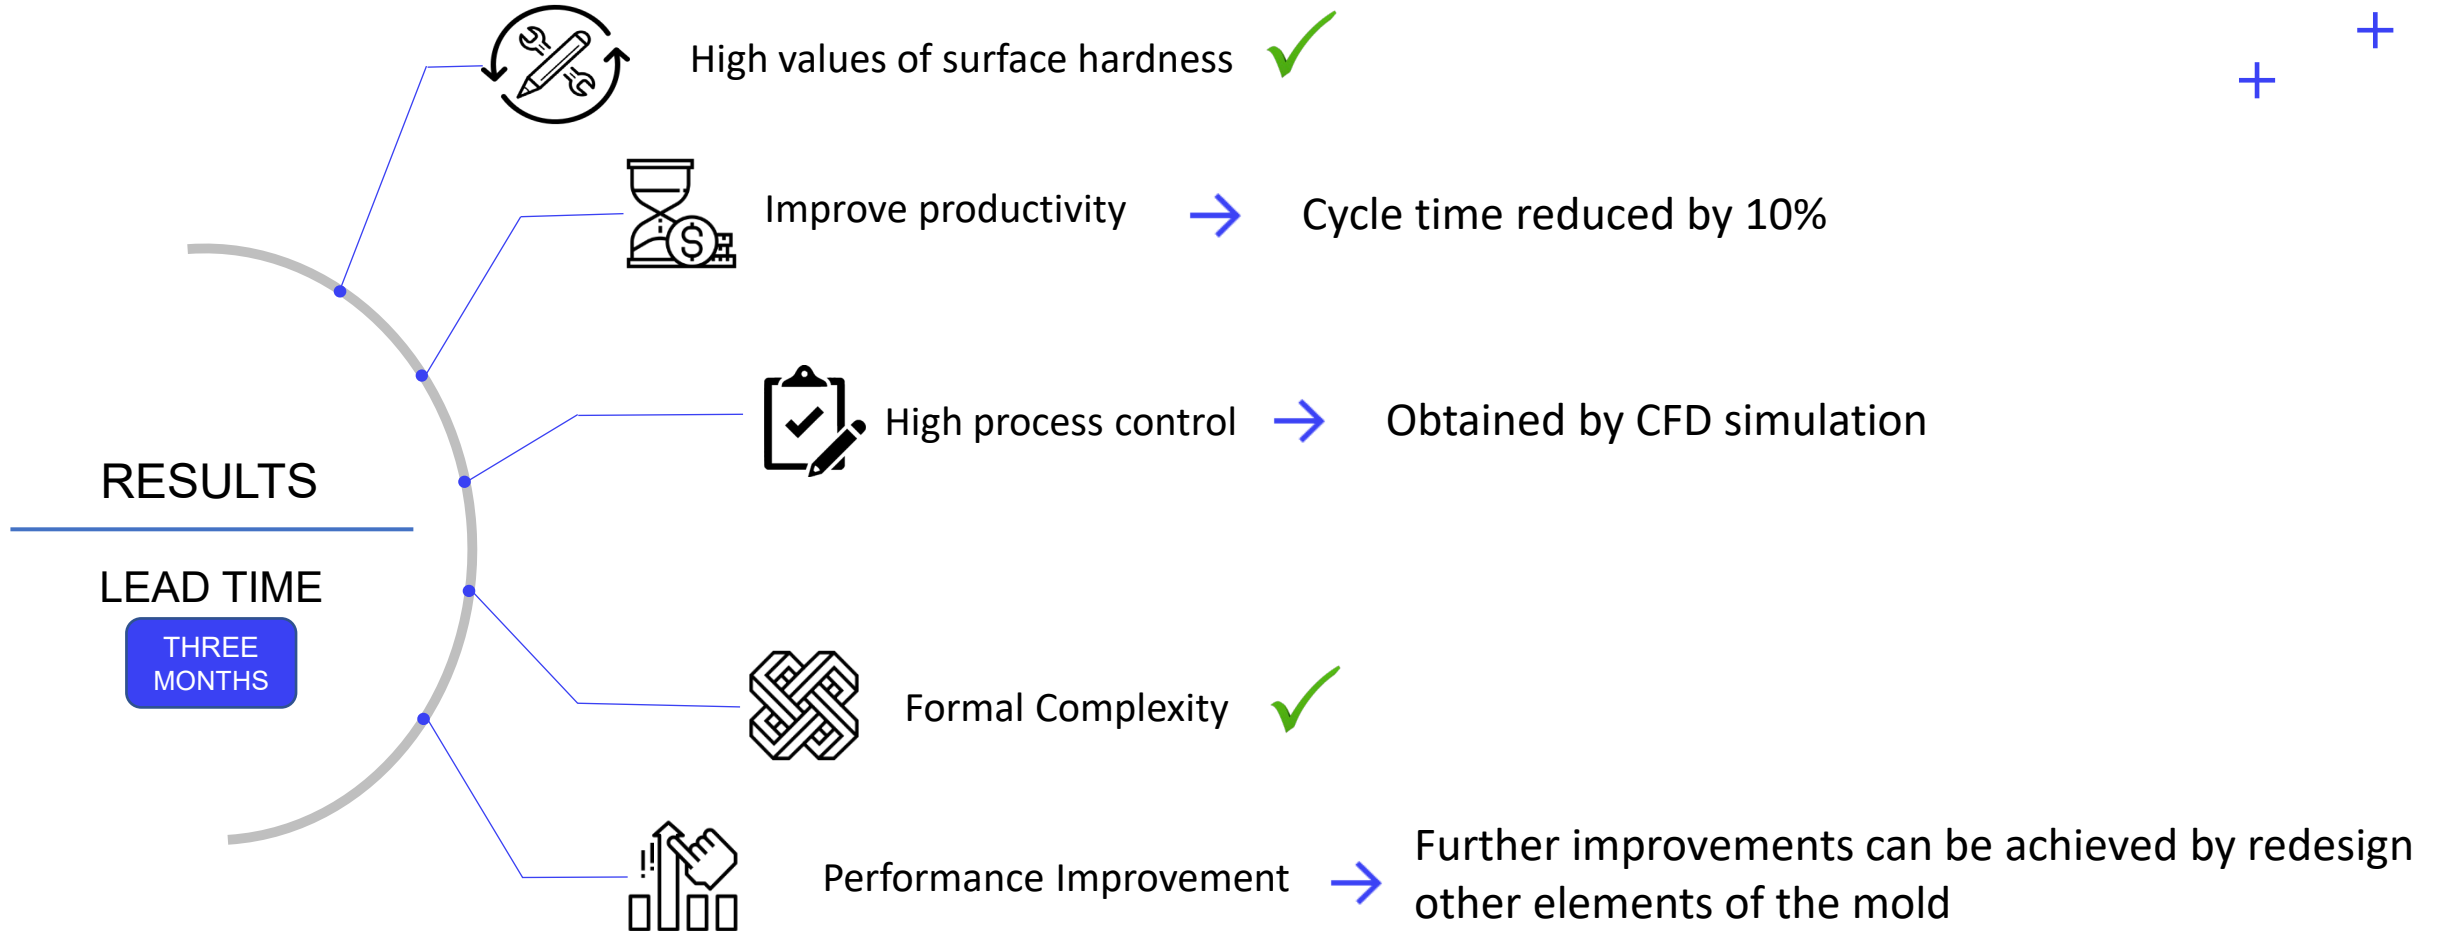 High values of surface hardness
Improve productivity
Cycle time reduced by 10%
High process control
Obtained by CFD simulation
RESULTS
LEAD TIME
THREE
MONTHS
Formal Complexity
Performance Improvement
Further improvements can be achieved by redesign
other elements of the mold